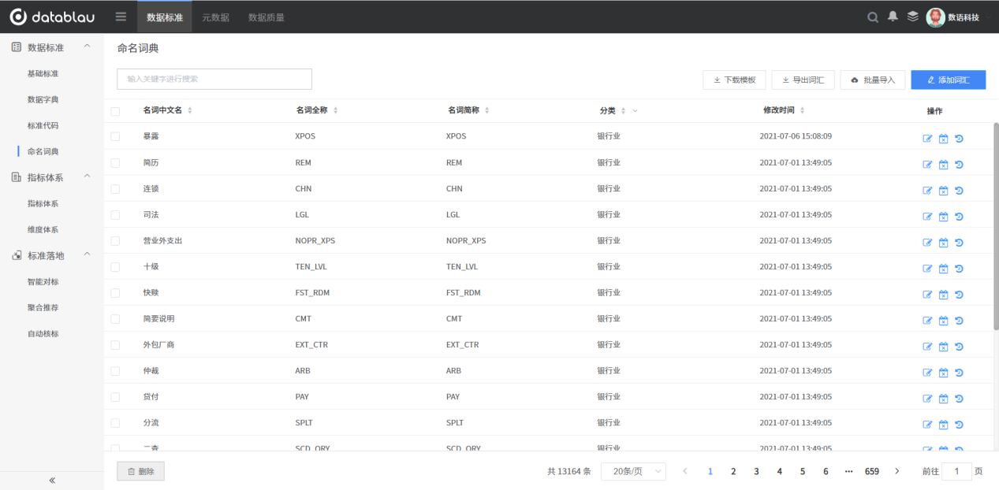 datablau 数据标准 元数据 数据质量 数语科技
数据标准
基础标准
数据字典
标准代码
命名词典
指标体系
指标体系
维度体系
标准落地
智能对标
聚合推荐
自动核标
«
命名词典
输入关键字进行搜索 下载模板 导出词汇 批量导入 添加词汇
名词中文名 名词全称 名词简称 分类 修改时间 操作
暴露 XPOS XPOS 银行业 2021-07-06 15:08:09
简历 REM REM 银行业 2021-07-01 13:49:05
连锁 CHN CHN 银行业 2021-07-01 13:49:05
司法 LGL LGL 银行业 2021-07-01 13:49:05
营业外支出 NOPR_XPS NOPR_XPS 银行业 2021-07-01 13:49:05
十级 TEN_LVL TEN_LVL 银行业 2021-07-01 13:49:05
快赎 FST_RDM FST_RDM 银行业 2021-07-01 13:49:05
简要说明 CMT CMT 银行业 2021-07-01 13:49:05
外包厂商 EXT_CTR EXT_CTR 银行业 2021-07-01 13:49:05
仲裁 ARB ARB 银行业 2021-07-01 13:49:05
贷付 PAY PAY 银行业 2021-07-01 13:49:05
分流 SPLT SPLT 银行业 2021-07-01 13:49:05
二查 SCD_QRY SCD_QRY 银行业 2021-07-01 13:49:05
删除 共 13164 条 20条/页 < 1 2 3 4 5 6 ••• 659 > 前往 1 页